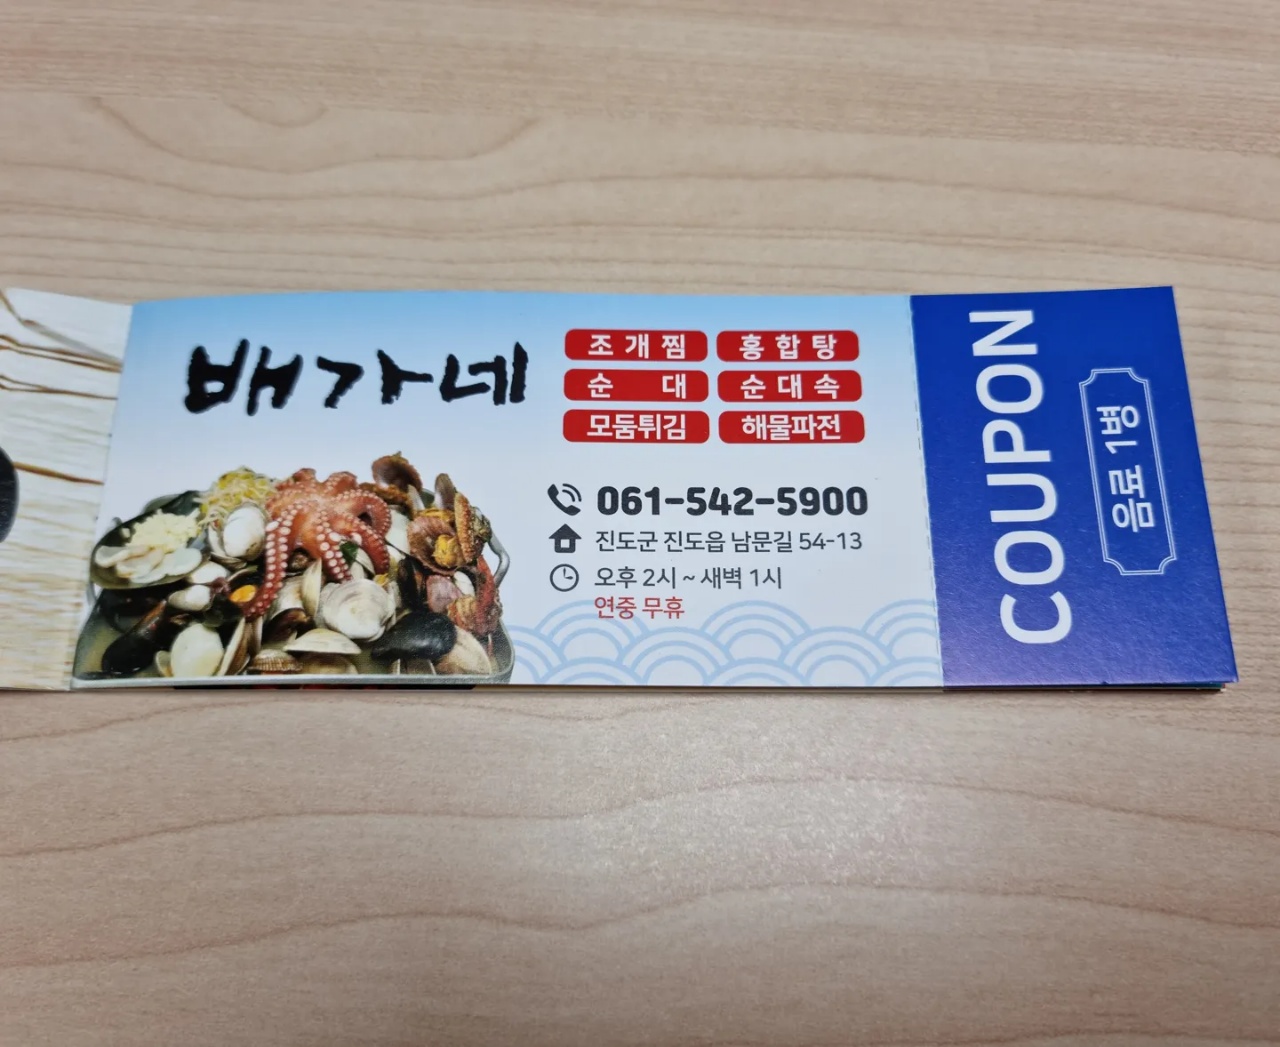 배가네
조개찜 홍합탕
순대 순대속
모둠튀김 해물파전
061-542-5900
진도군 진도읍 남문길 54-13
오후 2시 ~ 새벽 1시
연중 무휴
COUPON
음료 1병